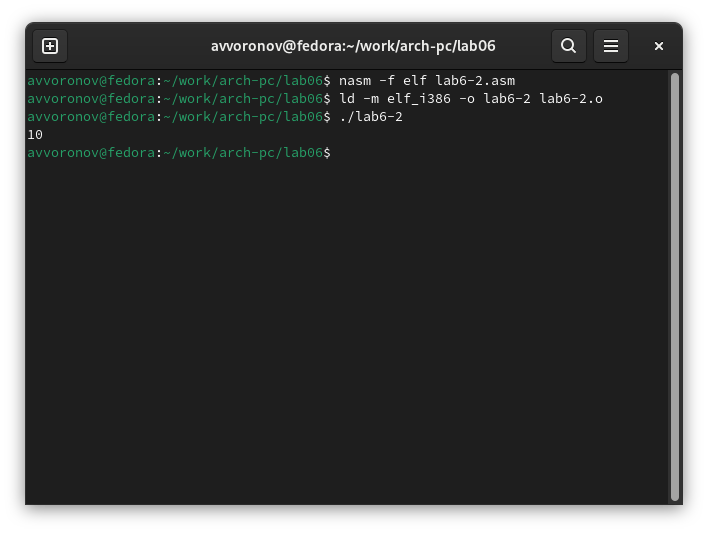 avvoronov@fedora:~/work/arch-pc/lab06
avvoronov@fedora:~/work/arch-pc/lab06$ nasm -f elf lab6-2.asm
avvoronov@fedora:~/work/arch-pc/lab06$ ld -m elf_i386 -o lab6-2 lab6-2.o
avvoronov@fedora:~/work/arch-pc/lab06$ ./lab6-2
10
avvoronov@fedora:~/work/arch-pc/lab06$